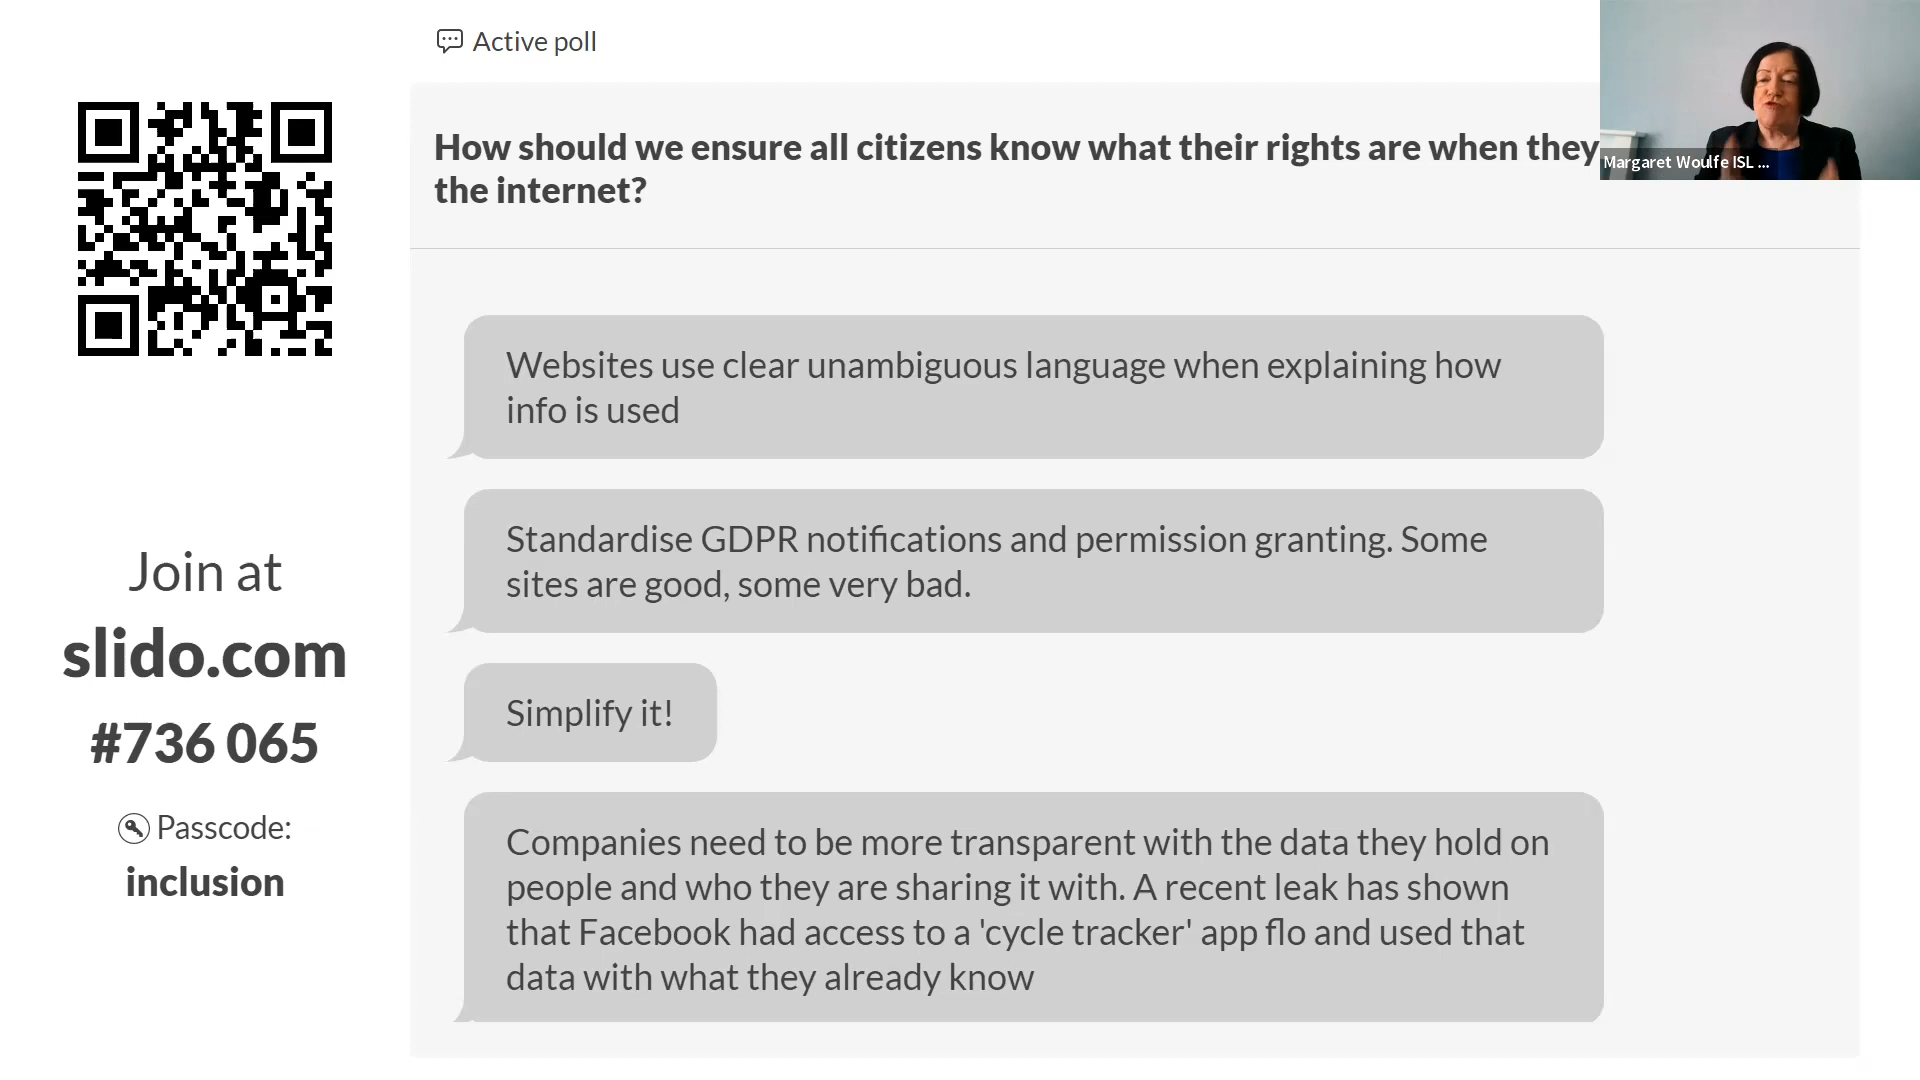 Active poll
How should we ensure all citizens know what their rights are when they
the internet?
Margaret Woulfe ISL ...
Websites use clear unambiguous language when explaining how
info is used
Standardise GDPR notifications and permission granting. Some
sites are good, some very bad.
Simplify it!
Companies need to be more transparent with the data they hold on
people and who they are sharing it with. A recent leak has shown
that Facebook had access to a 'cycle tracker' app flo and used that
data with what they already know
Join at
slido.com
#736 065
Passcode:
inclusion